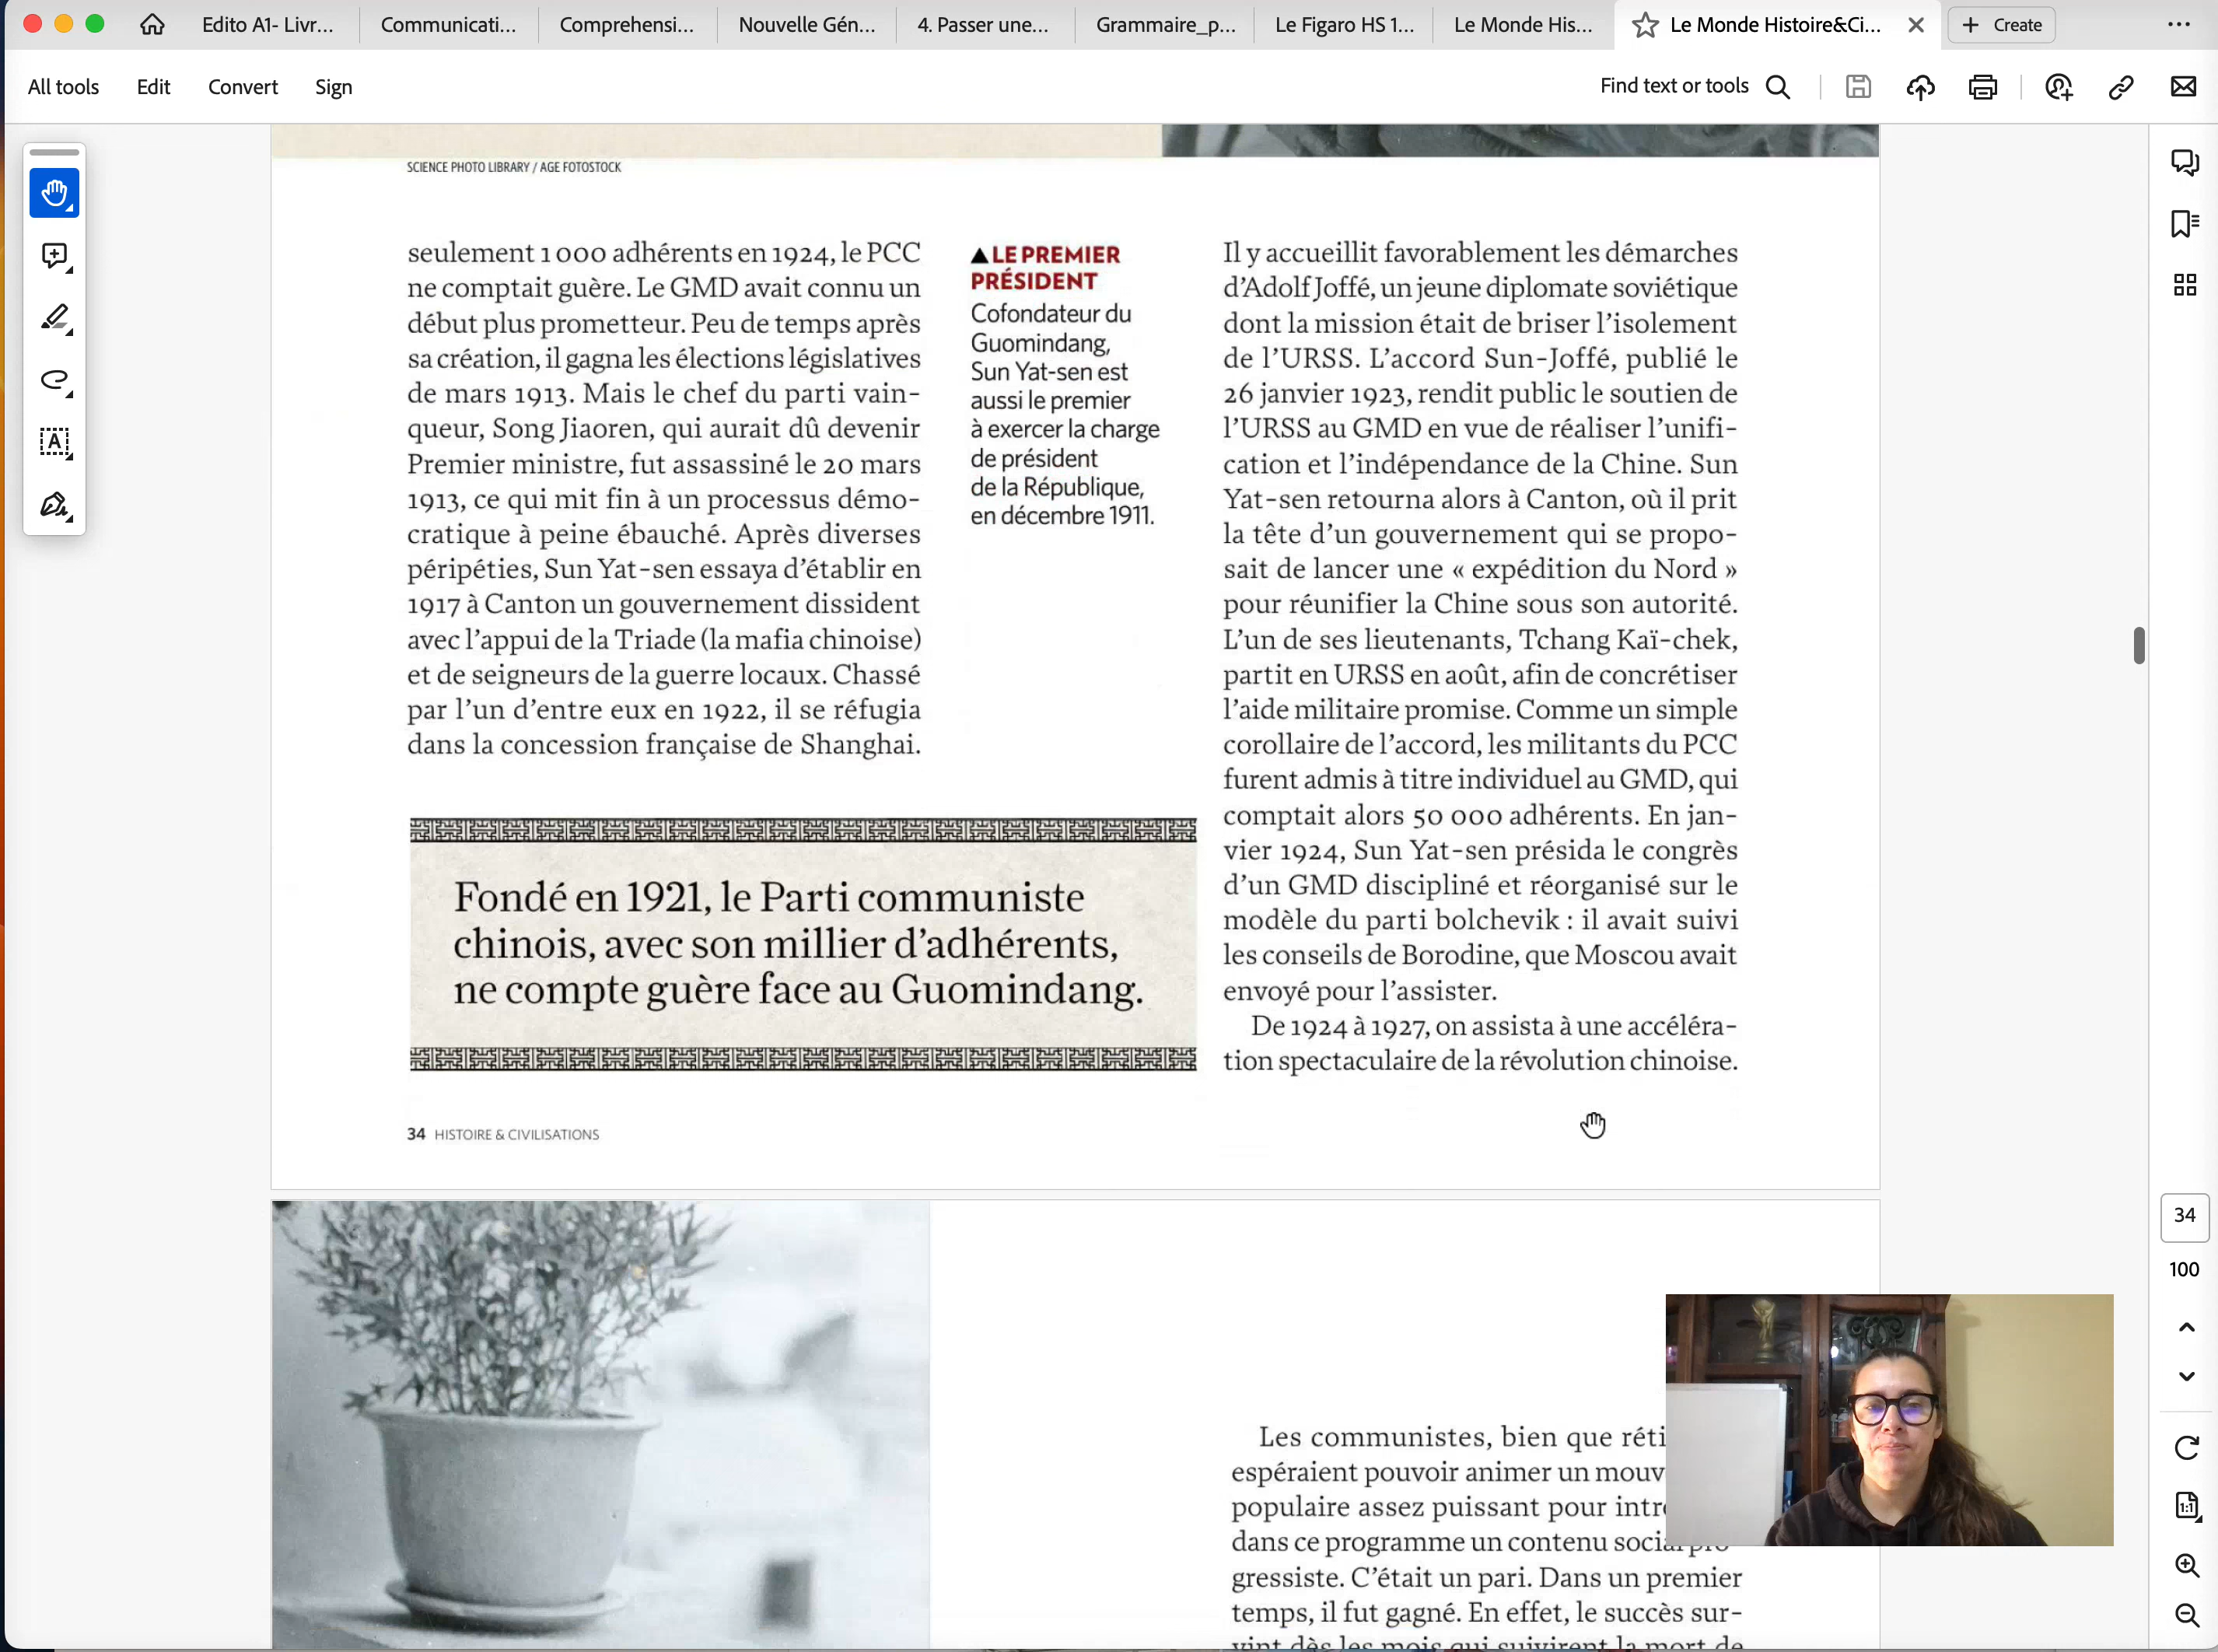 Edito A1- Livr...
Communicati...
Comprehensi...
Nouvelle Gén...
4. Passer une...
Grammaire_p...
Le Figaro HS 1...
Le Monde His...
Le Monde Histoire&Ci...
Create
All tools
Edit
Convert
Sign
Find text or tools
SCIENCE PHOTO LIBRARY / AGE FOTOSTOCK
seulement 1 000 adhérents en 1924, le PCC
ne comptait guère. Le GMD avait connu un
début plus prometteur. Peu de temps après
sa création, il gagna les élections législatives
de mars 1913. Mais le chef du parti vain-
queur, Song Jiaoren, qui aurait dû devenir
Premier ministre, fut assassiné le 20 mars
1913, ce qui mit fin à un processus démo-
cratique à peine ébauché. Après diverses
péripéties, Sun Yat-sen essaya d'établir en
1917 à Canton un gouvernement dissident
avec l'appui de la Triade (la mafia chinoise)
et de seigneurs de la guerre locaux. Chassé
par l'un d'entre eux en 1922, il se réfugia
dans la concession française de Shanghai.
▲LE PREMIER
PRÉSIDENT
Cofondateur du
Guomindang,
Sun Yat-sen est
aussi le premier
à exercer la charge
de président
de la République,
en décembre 1911.
Fondé en 1921, le Parti communiste
chinois, avec son millier d'adhérents,
ne compte guère face au Guomindang.
Il y accueillit favorablement les démarches
d'Adolf Joffé, un jeune diplomate soviétique
dont la mission était de briser l'isolement
de l'URSS. L'accord Sun-Joffé, publié le
26 janvier 1923, rendit public le soutien de
l'URSS au GMD en vue de réaliser l'unifi-
cation et l'indépendance de la Chine. Sun
Yat-sen retourna alors à Canton, où il prit
la tête d'un gouvernement qui se propo-
sait de lancer une « expédition du Nord »
pour réunifier la Chine sous son autorité.
L'un de ses lieutenants, Tchang Kaï-chek,
partit en URSS en août, afin de concrétiser
l'aide militaire promise. Comme un simple
corollaire de l'accord, les militants du PCC
furent admis à titre individuel au GMD, qui
comptait alors 50 000 adhérents. En jan-
vier 1924, Sun Yat-sen présida le congrès
d'un GMD discipliné et réorganisé sur le
modèle du parti bolchevik : il avait suivi
les conseils de Borodine, que Moscou avait
envoyé pour l'assister.
De 1924 à 1927, on assista à une accéléra-
tion spectaculaire de la révolution chinoise.
34 HISTOIRE & CIVILISATIONS
34
100
Les communistes, bien que réti
espéraient pouvoir animer un mouv
populaire assez puissant pour intr
dans ce programme un contenu social pro-
gressiste. C'était un pari. Dans un premier
temps, il fut gagné. En effet, le succès sur-
vint dès les mois qui suivirent la mort de